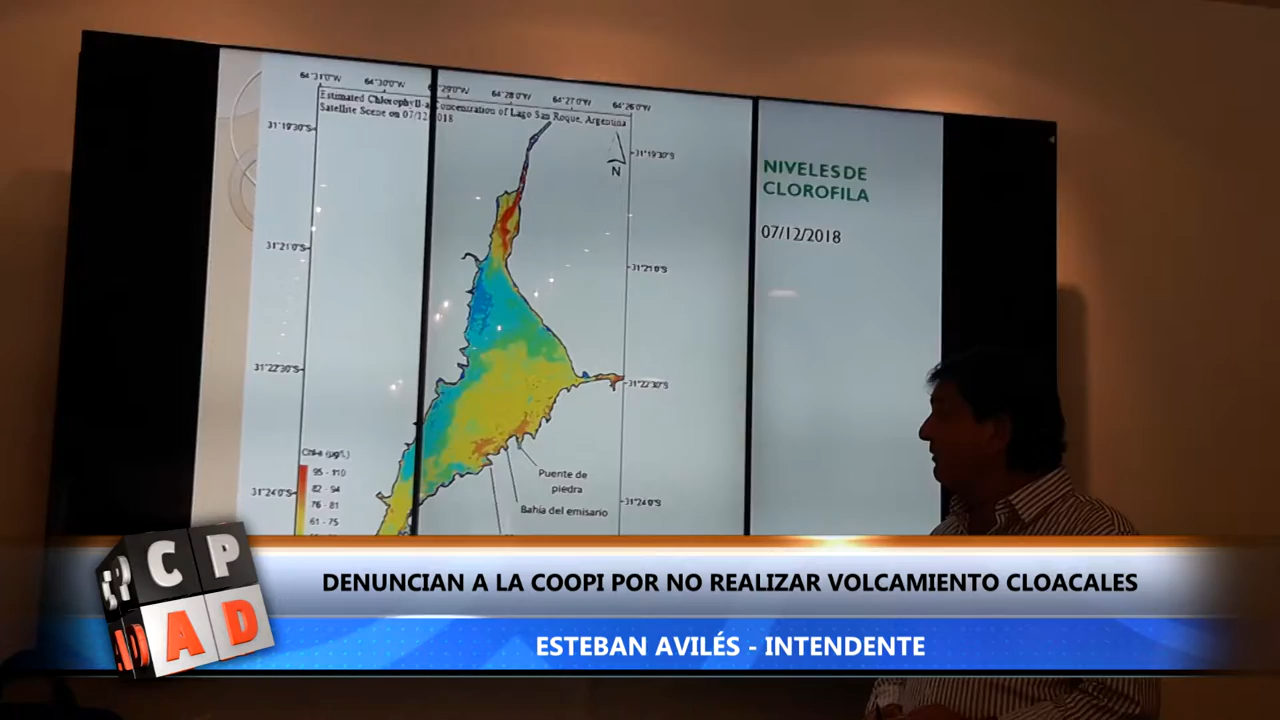 64°31'0"W 64°30'0"W 64°29'0"W 64°28'0"W 64°27'0"W 64°26'0"W
Estimated Chlorophyll-a Concentration of Lago San Roque, Argentina
Satellite Scene on 07/12/2018
31°19'30"S
31°19'30"S
N
NIVELES DE
CLOROFILA
07/12/2018
31°21'0"S
31°21'0"S
31°22'30"S
31°22'30"S
Chl-a (µg/L)
95 - 110
82 - 94
76 - 81
61 - 75
31°24'0"S
31°24'0"S
Puente de
piedra
Bahía del emisario
CP
AD
DENUNCIAN A LA COOPI POR NO REALIZAR VOLCAMIENTO CLOACALES
ESTEBAN AVILÉS - INTENDENTE